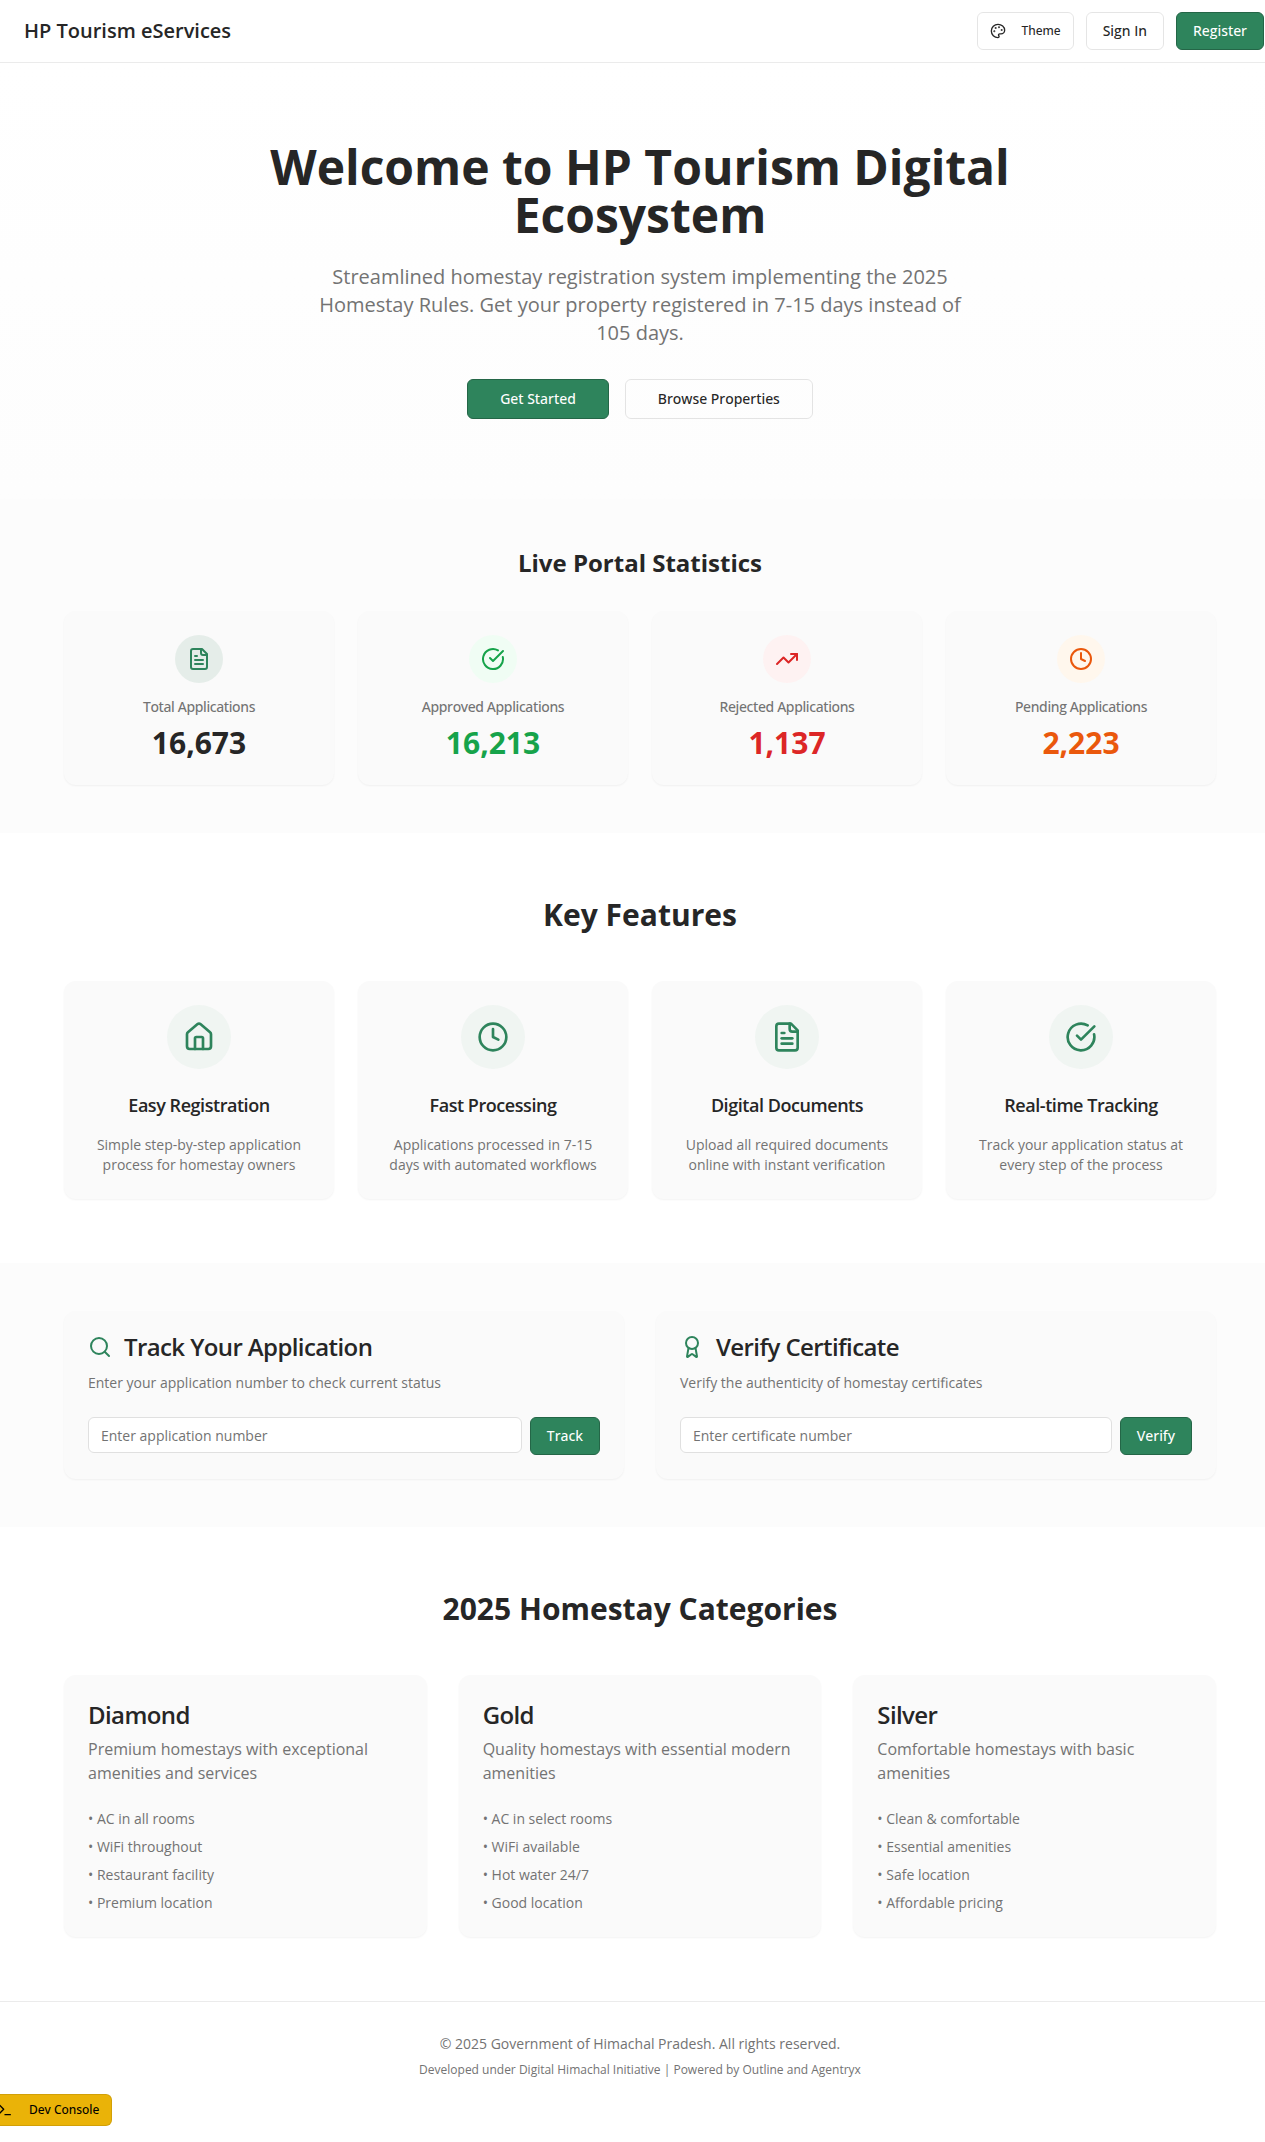 HP Tourism eServices
Theme
Sign In
Register
Welcome to HP Tourism Digital
Ecosystem
Streamlined homestay registration system implementing the 2025
Homestay Rules. Get your property registered in 7-15 days instead of
105 days.
Get Started
Browse Properties
Live Portal Statistics
Total Applications
16,673
Approved Applications
16,213
Rejected Applications
1,137
Pending Applications
2,223
Key Features
Easy Registration
Simple step-by-step application
process for homestay owners
Fast Processing
Applications processed in 7-15
days with automated workflows
Digital Documents
Upload all required documents
online with instant verification
Real-time Tracking
Track your application status at
every step of the process
Track Your Application
Enter your application number to check current status
Enter application number
Track
Verify Certificate
Verify the authenticity of homestay certificates
Enter certificate number
Verify
2025 Homestay Categories
Diamond
Premium homestays with exceptional
amenities and services
• AC in all rooms
• WiFi throughout
• Restaurant facility
• Premium location
Gold
Quality homestays with essential modern
amenities
• AC in select rooms
• WiFi available
• Hot water 24/7
• Good location
Silver
Comfortable homestays with basic
amenities
• Clean & comfortable
• Essential amenities
• Safe location
• Affordable pricing
© 2025 Government of Himachal Pradesh. All rights reserved.
Developed under Digital Himachal Initiative | Powered by Outline and Agentryx
Dev Console